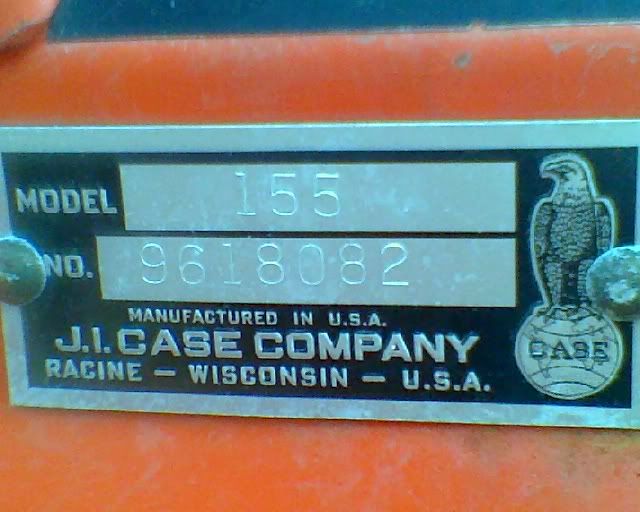 MODEL 155
NO. 9618082
MANUFACTURED IN U.S.A.
J.I. CASE COMPANY
RACINE – WISCONSIN – U.S.A.
CASE